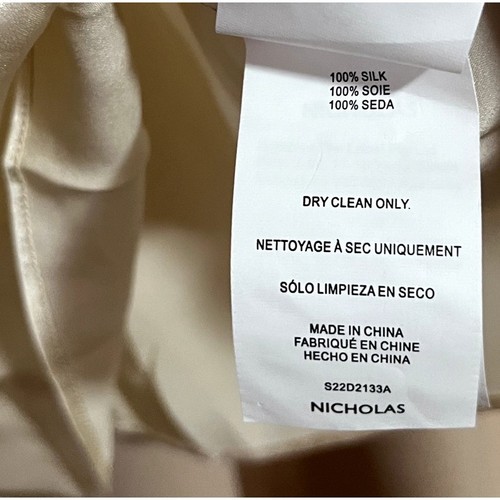 100% SILK
100% SOIE
100% SEDA
DRY CLEAN ONLY.
NETTOYAGE À SEC UNIQUEMENT
SÓLO LIMPIEZA EN SECO
MADE IN CHINA
FABRIQUÉ EN CHINE
HECHO EN CHINA
S22D2133A
NICHOLAS